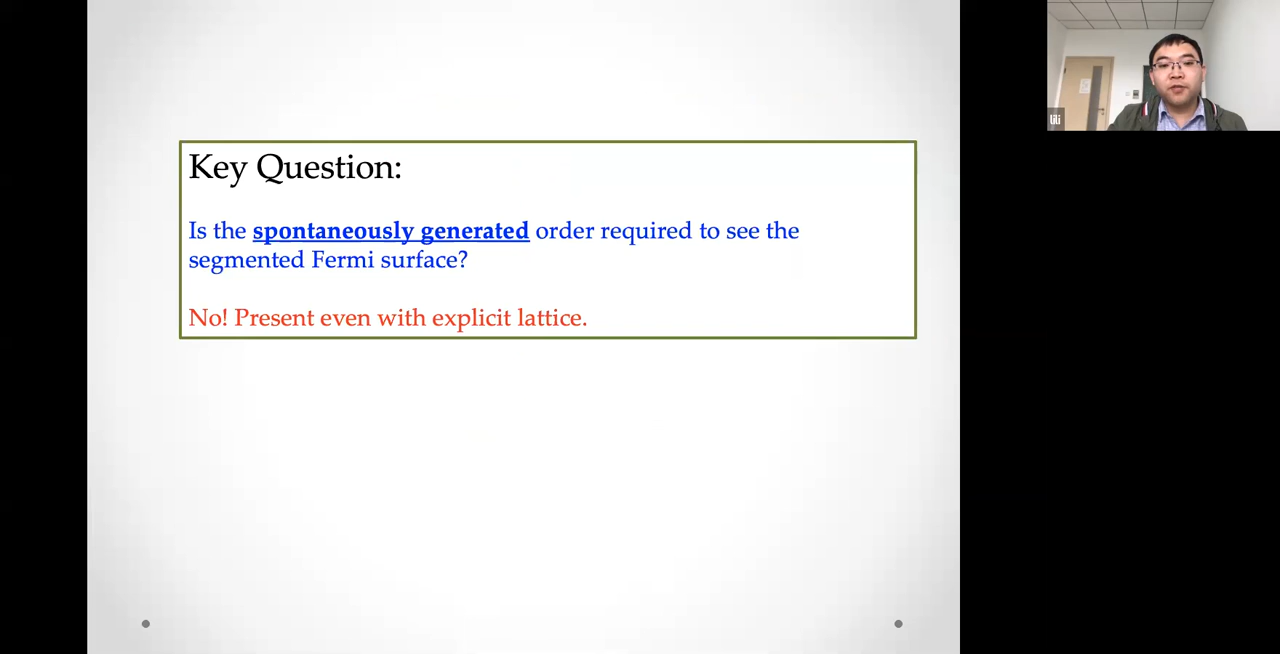 Key Question:
Is the spontaneously generated order required to see the
segmented Fermi surface?
No! Present even with explicit lattice.
lili